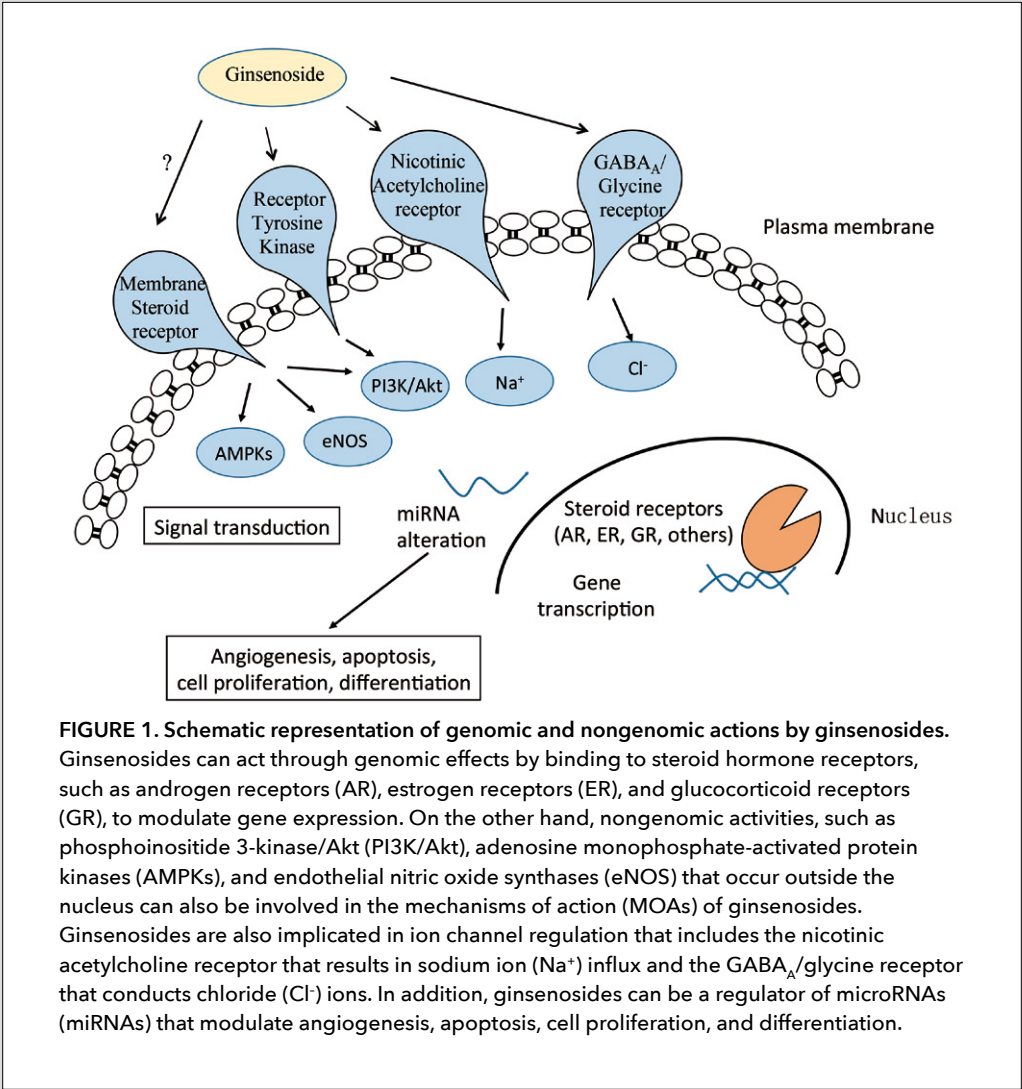 Ginsenoside
?
Nicotinic
Acetylcholine
receptor
GABA_A/
Glycine
receptor
Receptor
Tyrosine
Kinase
Plasma membrane
Membrane
Steroid
receptor
PI3K/Akt
Na⁺
Cl⁻
AMPKs
eNOS
Signal transduction
miRNA
alteration
Steroid receptors
(AR, ER, GR, others)
Nucleus
Gene
transcription
Angiogenesis, apoptosis,
cell proliferation, differentiation
FIGURE 1. Schematic representation of genomic and nongenomic actions by ginsenosides.
Ginsenosides can act through genomic effects by binding to steroid hormone receptors,
such as androgen receptors (AR), estrogen receptors (ER), and glucocorticoid receptors
(GR), to modulate gene expression. On the other hand, nongenomic activities, such as
phosphoinositide 3-kinase/Akt (PI3K/Akt), adenosine monophosphate-activated protein
kinases (AMPKs), and endothelial nitric oxide synthases (eNOS) that occur outside the
nucleus can also be involved in the mechanisms of action (MOAs) of ginsenosides.
Ginsenosides are also implicated in ion channel regulation that includes the nicotinic
acetylcholine receptor that results in sodium ion (Na⁺) influx and the GABA_A/glycine receptor
that conducts chloride (Cl⁻) ions. In addition, ginsenosides can be a regulator of microRNAs
(miRNAs) that modulate angiogenesis, apoptosis, cell proliferation, and differentiation.